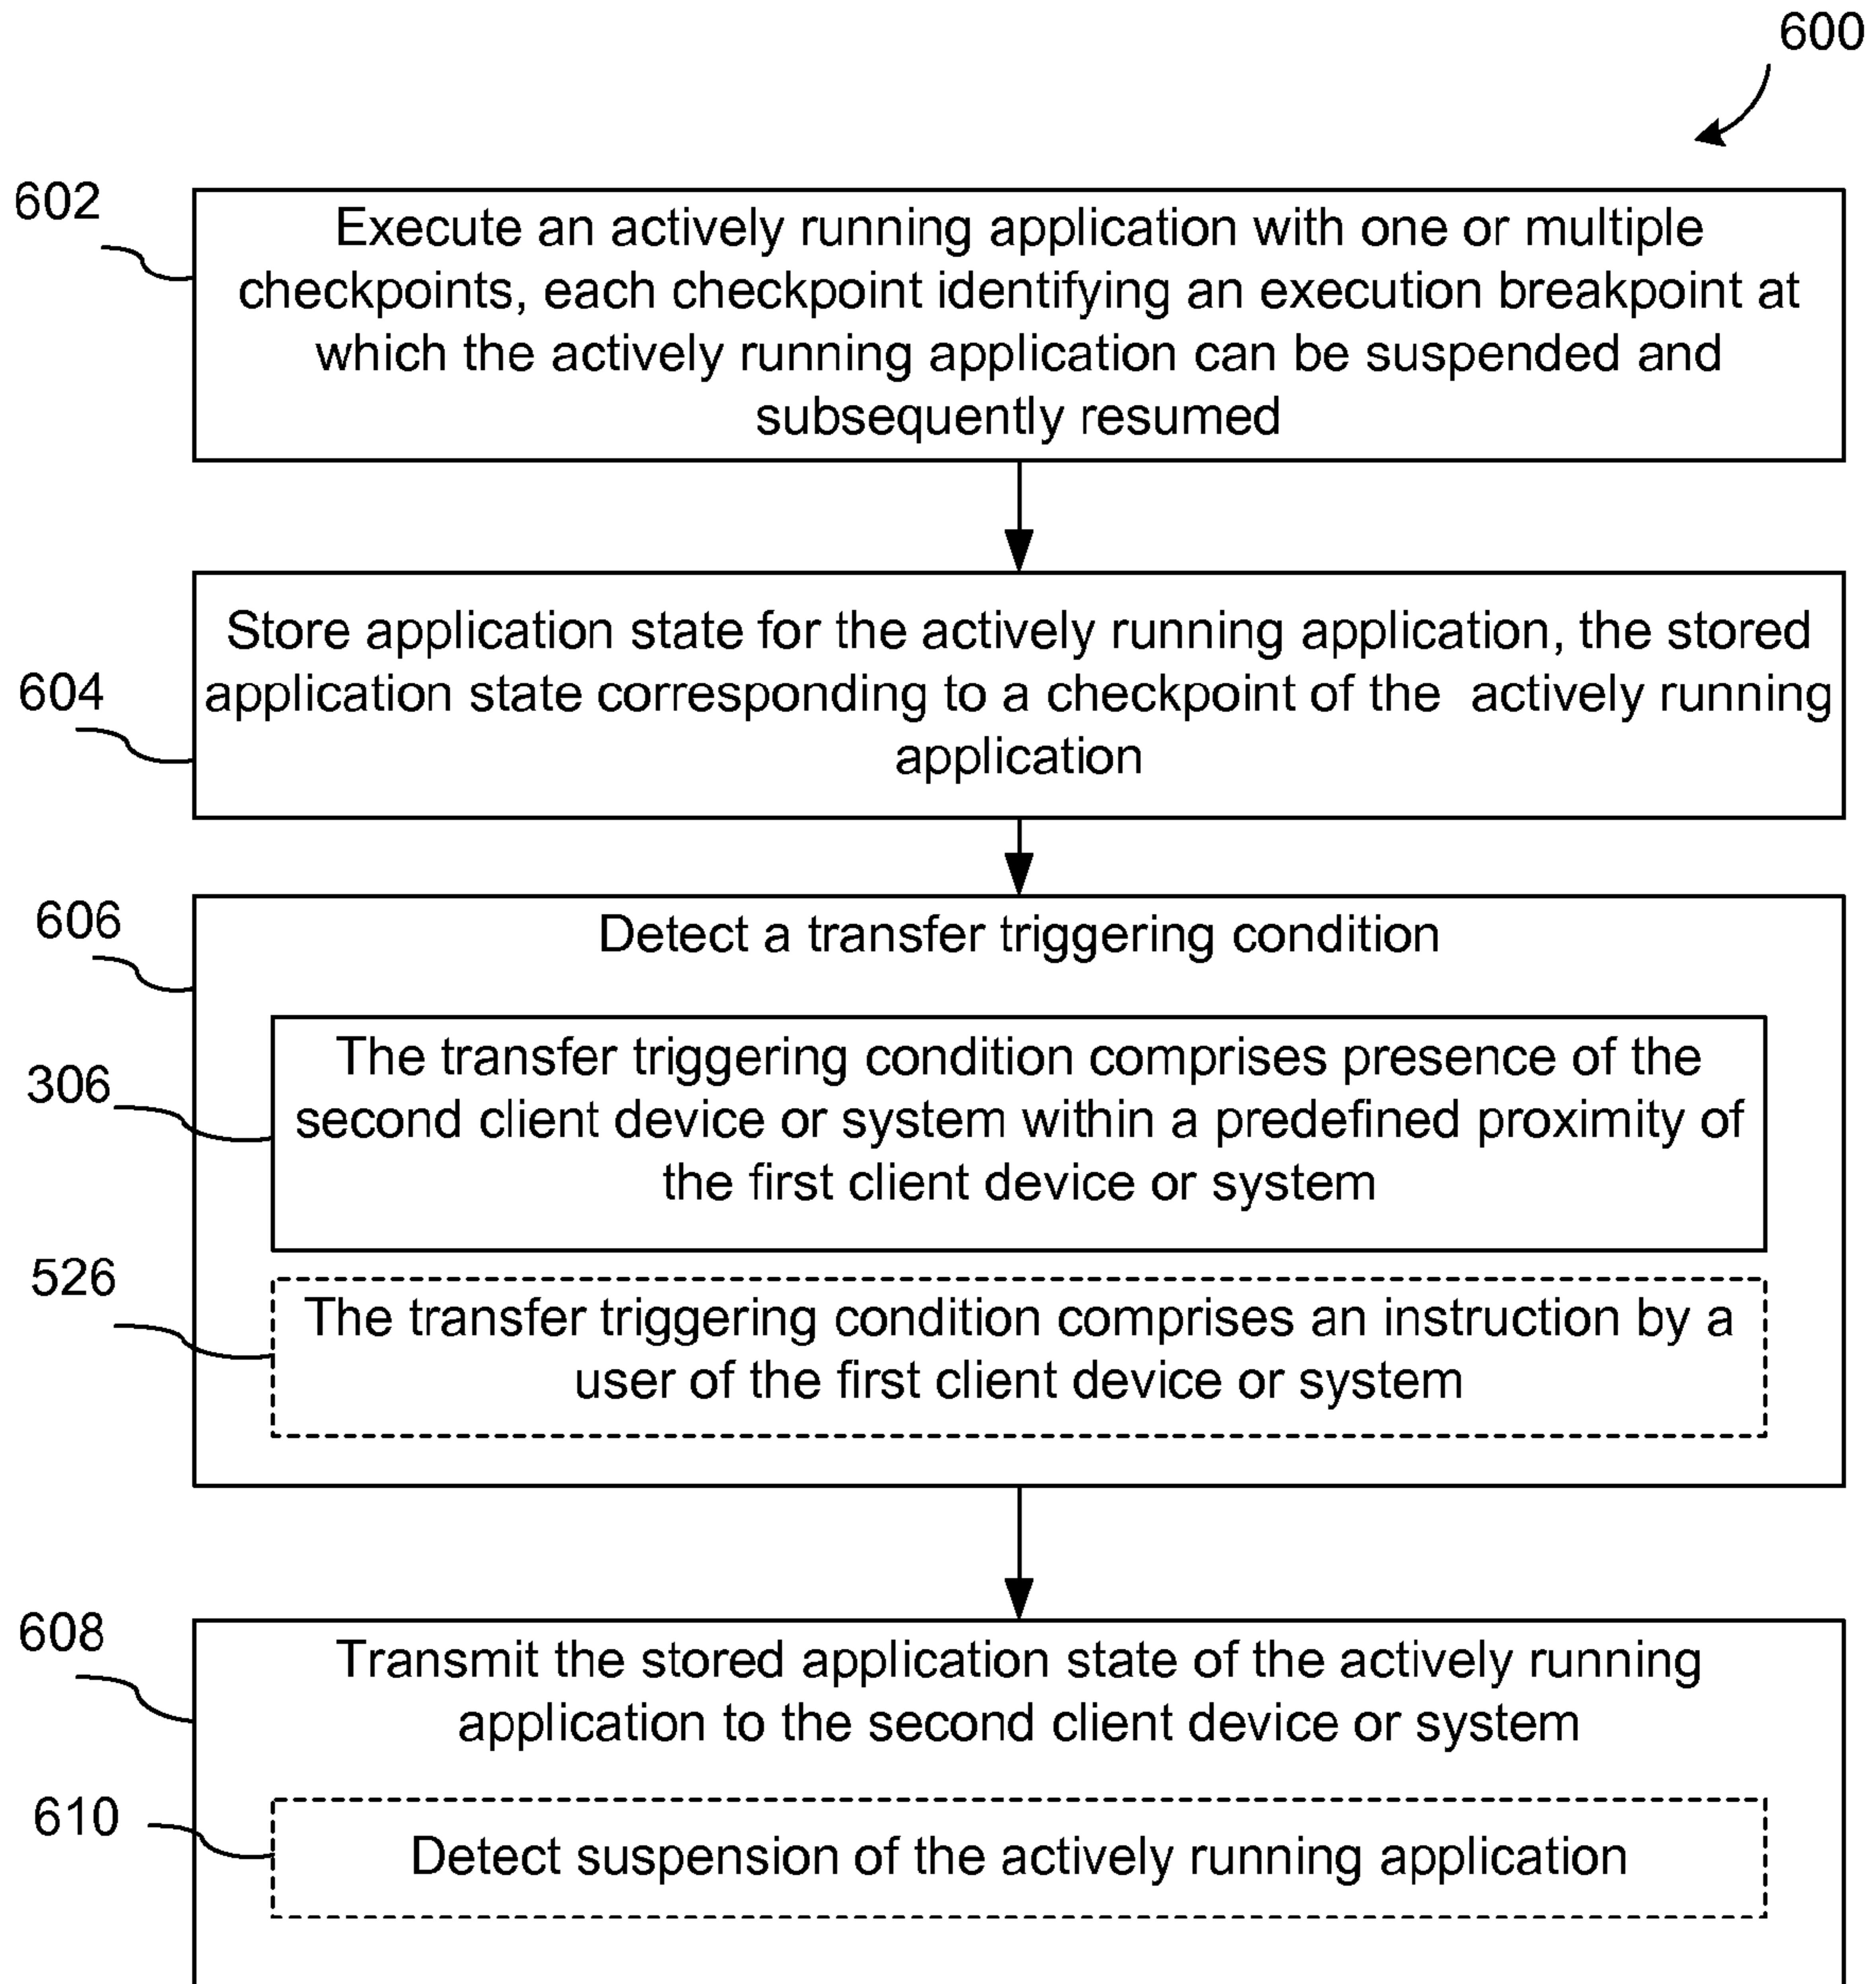 600
602
Execute an actively running application with one or multiple
checkpoints, each checkpoint identifying an execution breakpoint at
which the actively running application can be suspended and
subsequently resumed
604
Store application state for the actively running application, the stored
application state corresponding to a checkpoint of the actively running
application
606
Detect a transfer triggering condition
306
The transfer triggering condition comprises presence of the
second client device or system within a predefined proximity of
the first client device or system
526
The transfer triggering condition comprises an instruction by a
user of the first client device or system
608
Transmit the stored application state of the actively running
application to the second client device or system
610
Detect suspension of the actively running application